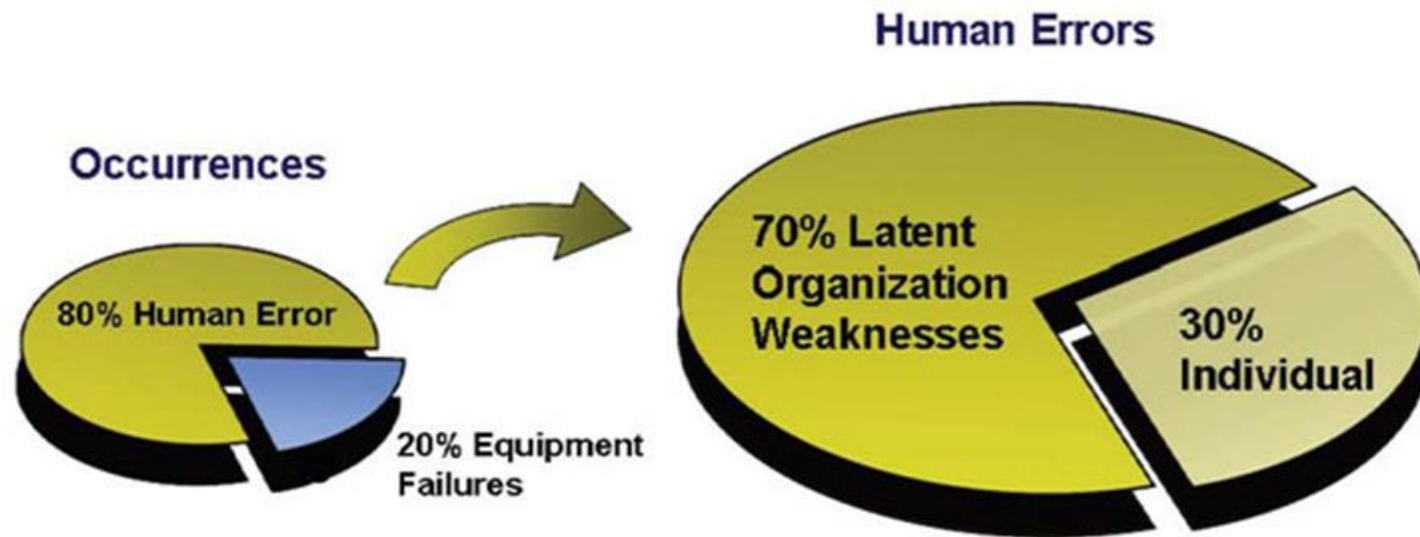 Occurrences
80% Human Error
20% Equipment
Failures
Human Errors
70% Latent
Organization
Weaknesses
30%
Individual